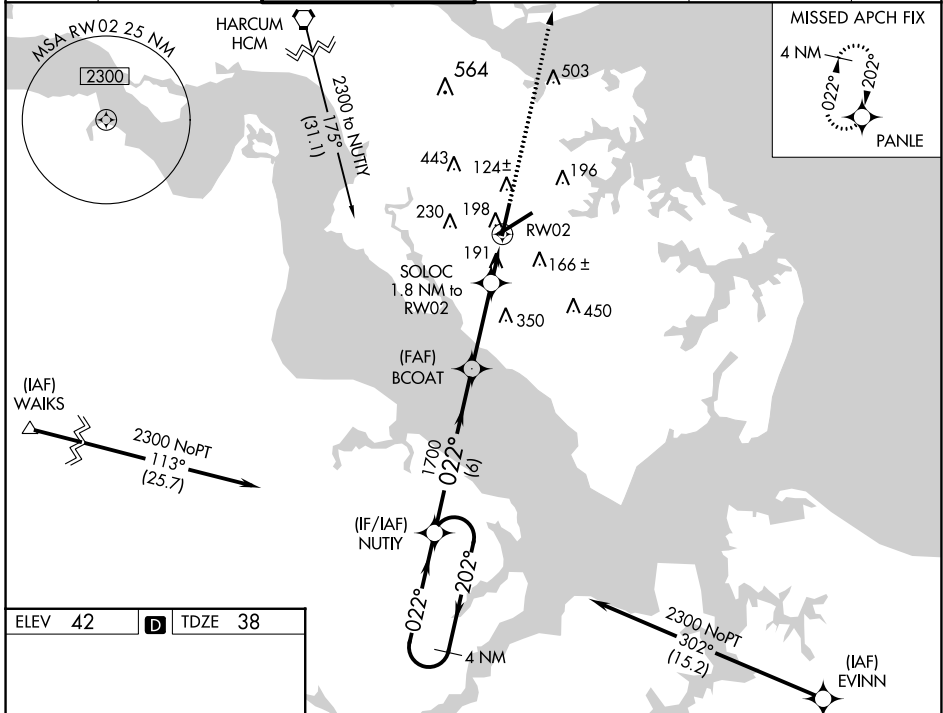 MSA RW02 25 NM
2300
HARCUM
HCM
2300 to NUTIY
175°
(31.1)
564
503
443
124±
196
230
198
RW02
191
166 ±
SOLOC
1.8 NM to
RW02
350
450
(FAF)
BCOAT
MISSED APCH FIX
4 NM
022°
202°
PANLE
(IAF)
WAIKS
2300 NoPT
113°
(25.7)
1700
022°
(6)
(IF/IAF)
NUTIY
022°
202°
4 NM
2300 NoPT
302°
(15.2)
(IAF)
EVINN
ELEV 42 D TDZE 38